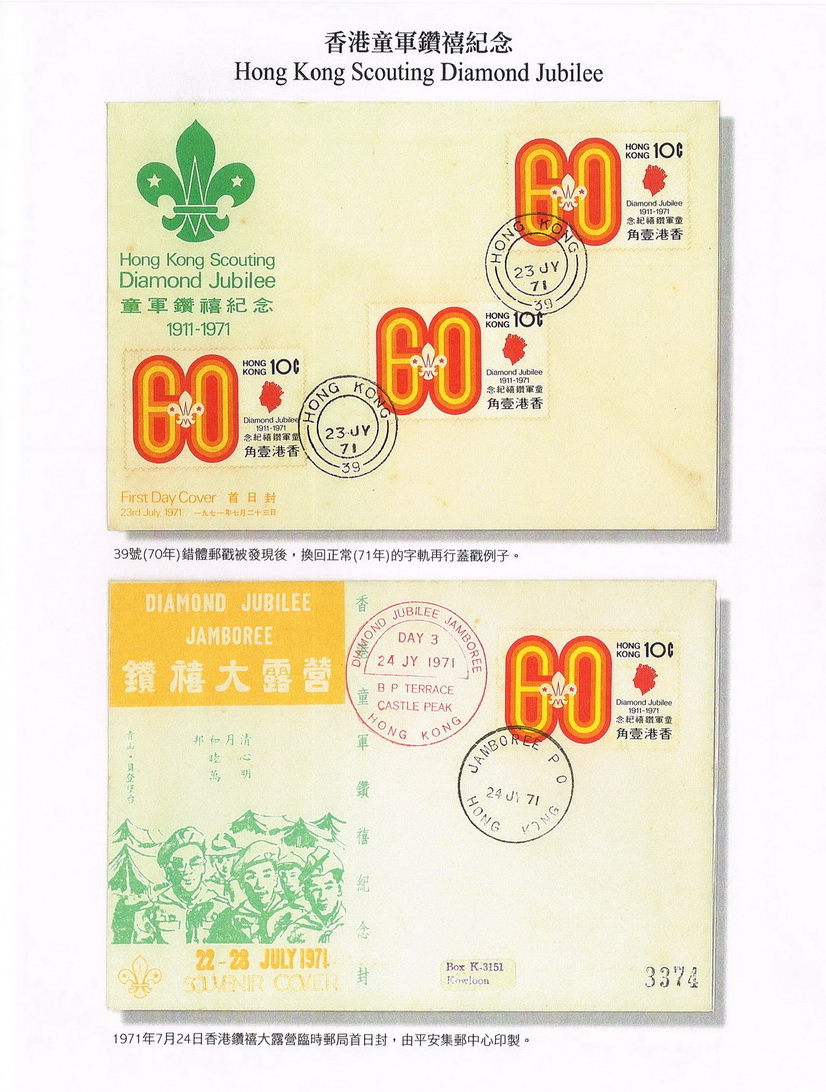 香港童軍鑽禧紀念
Hong Kong Scouting Diamond Jubilee
Hong Kong Scouting
Diamond Jubilee
童軍鑽禧紀念
1911-1971
HONG KONG 10¢
Diamond Jubilee
1911-1971
念紀禧鑽軍童
角壹港香
HONG KONG
23 JY
71
39
60
HONG KONG 10¢
Diamond Jubilee
1911-1971
念紀禧鑽軍童
角壹港香
60
HONG KONG 10¢
Diamond Jubilee
1911-1971
念紀禧鑽軍童
角壹港香
60
HONG KONG
23 JY
71
39
First Day Cover 首日封
23rd July, 1971 一九七一年七月二十三日
39號(70年)錯體郵戳被發現後，換回正常(71年)的字軌再行蓋戳例子。
DIAMOND JUBILEE
JAMBOREE
鑽禧大露營
香港童軍鑽禧紀念封
DIAMOND JUBILEE JAMBOREE
DAY 3
24 JY 1971
B P TERRACE
CASTLE PEAK
HONG KONG
60
HONG KONG 10¢
Diamond Jubilee
1911-1971
念紀禧鑽軍童
角壹港香
JAMBOREE P O
24 JY 71
HONG KONG
清心明
月
如睦萬
邦
22-28 JULY 1971
SOUVENIR COVER
Box K-3151
Kowloon
3374
1971年7月24日香港鑽禧大露營臨時郵局首日封，由平安集郵中心印製。